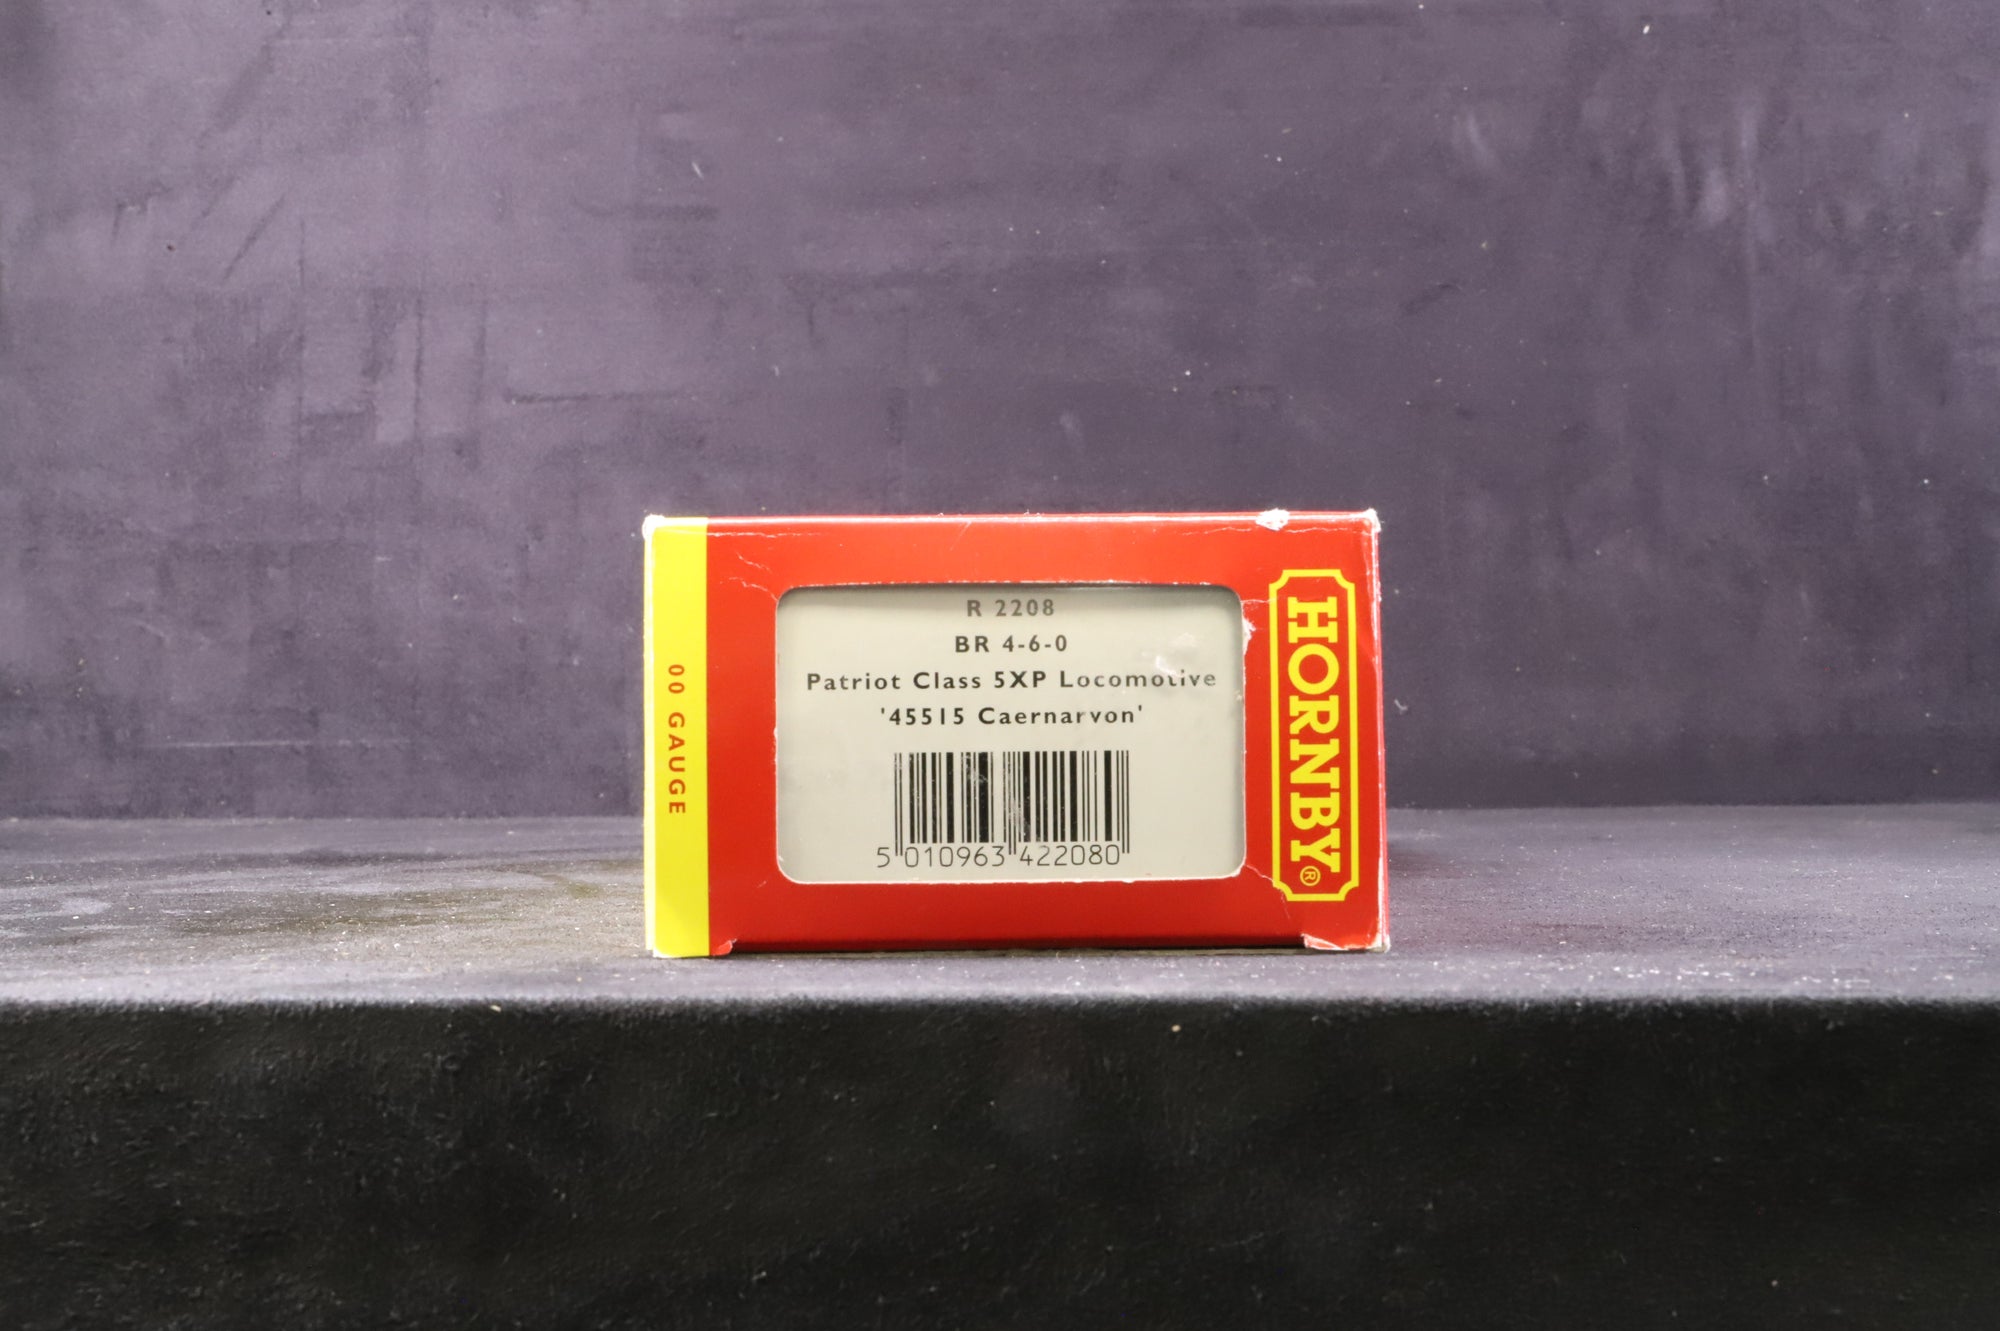 00 GAUGE
R 2208
BR 4-6-0
Patriot Class 5XP Locomotive
'45515 Caernarvon'
5 010963 422080
HORNBY®